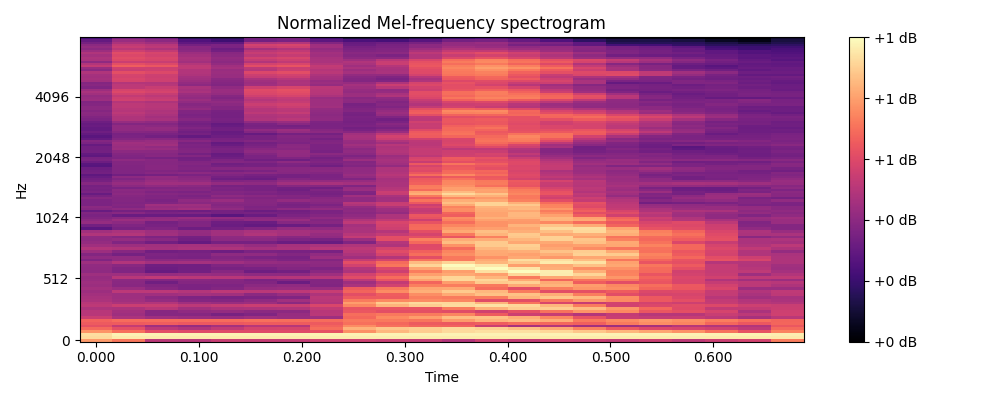 Normalized Mel-frequency spectrogram
Hz
4096
2048
1024
512
0
0.000 0.100 0.200 0.300 0.400 0.500 0.600
Time
+1 dB
+1 dB
+1 dB
+0 dB
+0 dB
+0 dB